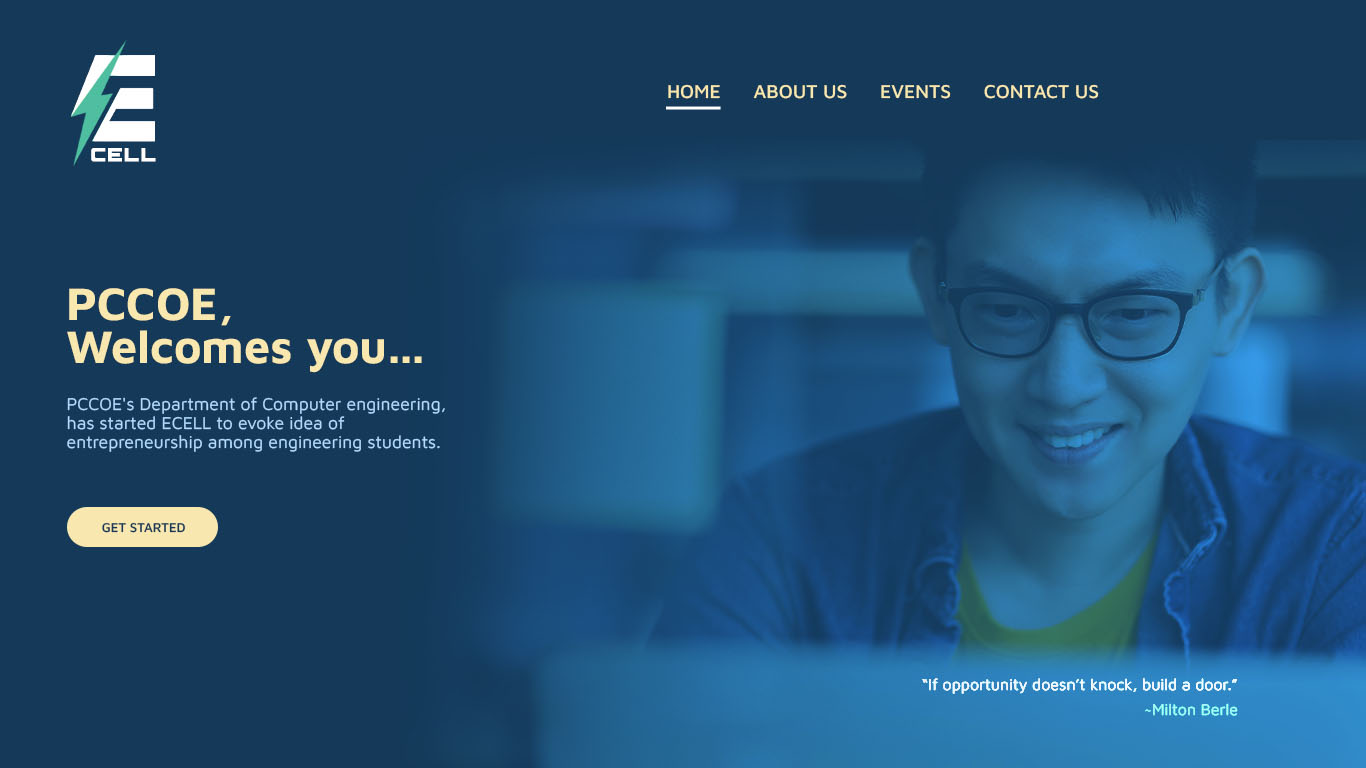 E
CELL
HOME ABOUT US EVENTS CONTACT US
PCCOE,
Welcomes you...
PCCOE's Department of Computer engineering,
has started ECELL to evoke idea of
entrepreneurship among engineering students.
GET STARTED
“If opportunity doesn’t knock, build a door.”
~Milton Berle